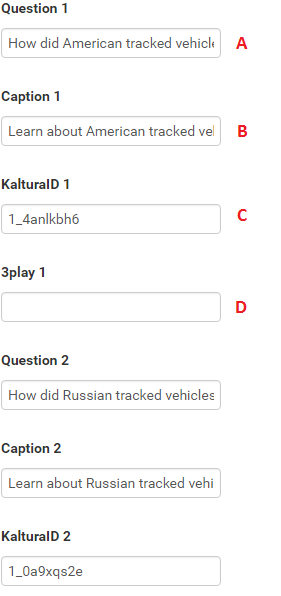 Question 1
How did American tracked vehicle A
Caption 1
Learn about American tracked vel B
KalturaID 1
1_4anlkbh6 C
3play 1
D
Question 2
How did Russian tracked vehicles
Caption 2
Learn about Russian tracked vehi
KalturaID 2
1_0a9xqs2e